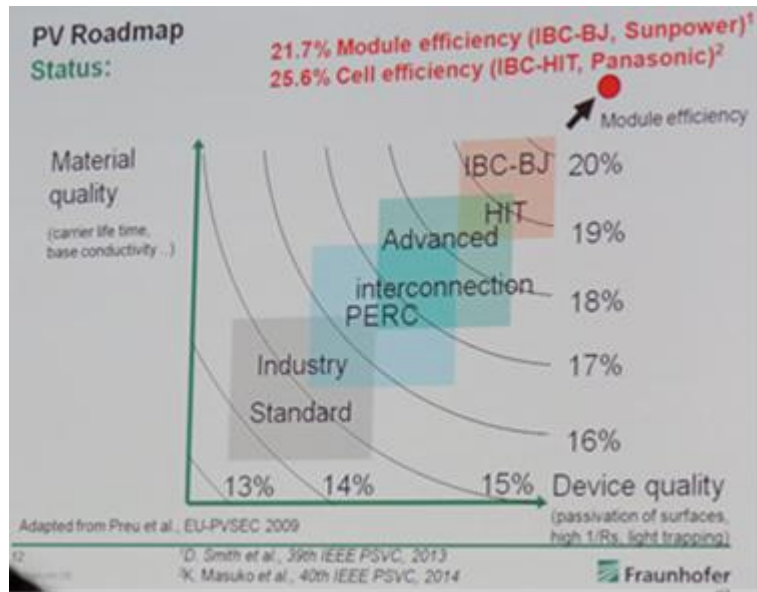 PV Roadmap
Status:
21.7% Module efficiency (IBC-BJ, Sunpower)¹
25.6% Cell efficiency (IBC-HIT, Panasonic)²
Module efficiency
Material
quality
(carrier life time,
base conductivity ..)
IBC-BJ
20%
HIT
19%
Advanced
interconnection
18%
PERC
17%
Industry
Standard
16%
13%
14%
15%
Device quality
(passivation of surfaces,
high 1/Rs, light trapping)
Adapted from Preu et al., EU-PVSEC 2009
12
¹D. Smith et al., 39th IEEE PSVC, 2013
²K. Masuko et al., 40th IEEE PSVC, 2014
Fraunhofer